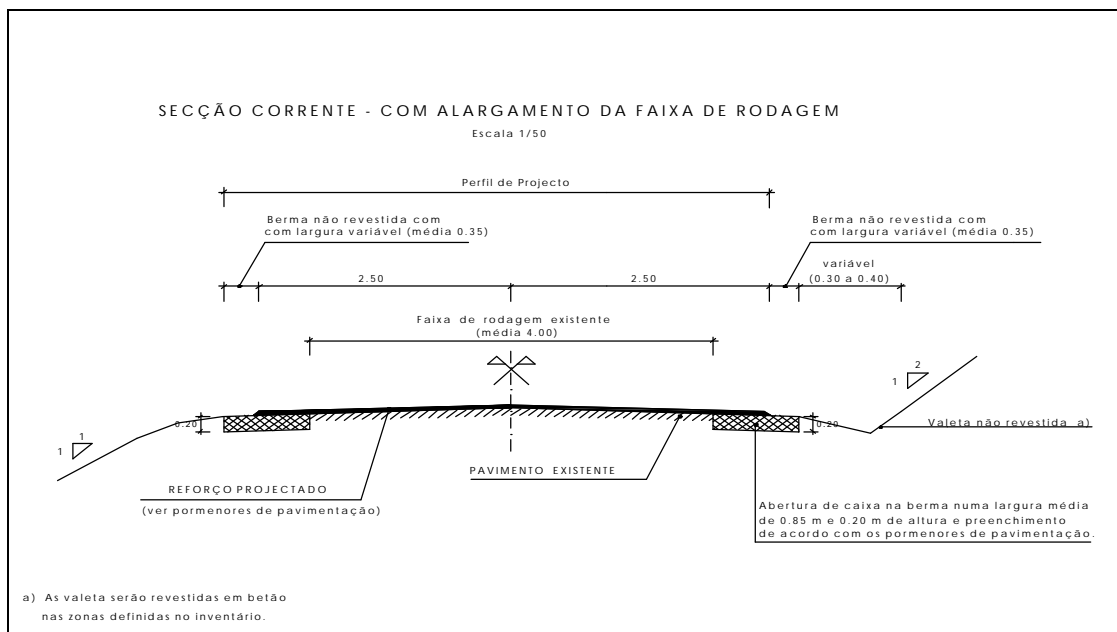 SECÇÃO CORRENTE - COM ALARGAMENTO DA FAIXA DE RODAGEM
Escala 1/50
Perfil de Projecto
Berma não revestida com
com largura variável (média 0.35)
Berma não revestida com
com largura variável (média 0.35)
variável
(0.30 a 0.40)
2.50
2.50
Faixa de rodagem existente
(média 4.00)
2
1
0.20
0.20
1
1
Valeta não revestida a)
PAVIMENTO EXISTENTE
REFORÇO PROJECTADO
(ver pormenores de pavimentação)
Abertura de caixa na berma numa largura média
de 0.85 m e 0.20 m de altura e preenchimento
de acordo com os pormenores de pavimentação.
a) As valeta serão revestidas em betão
nas zonas definidas no inventário.